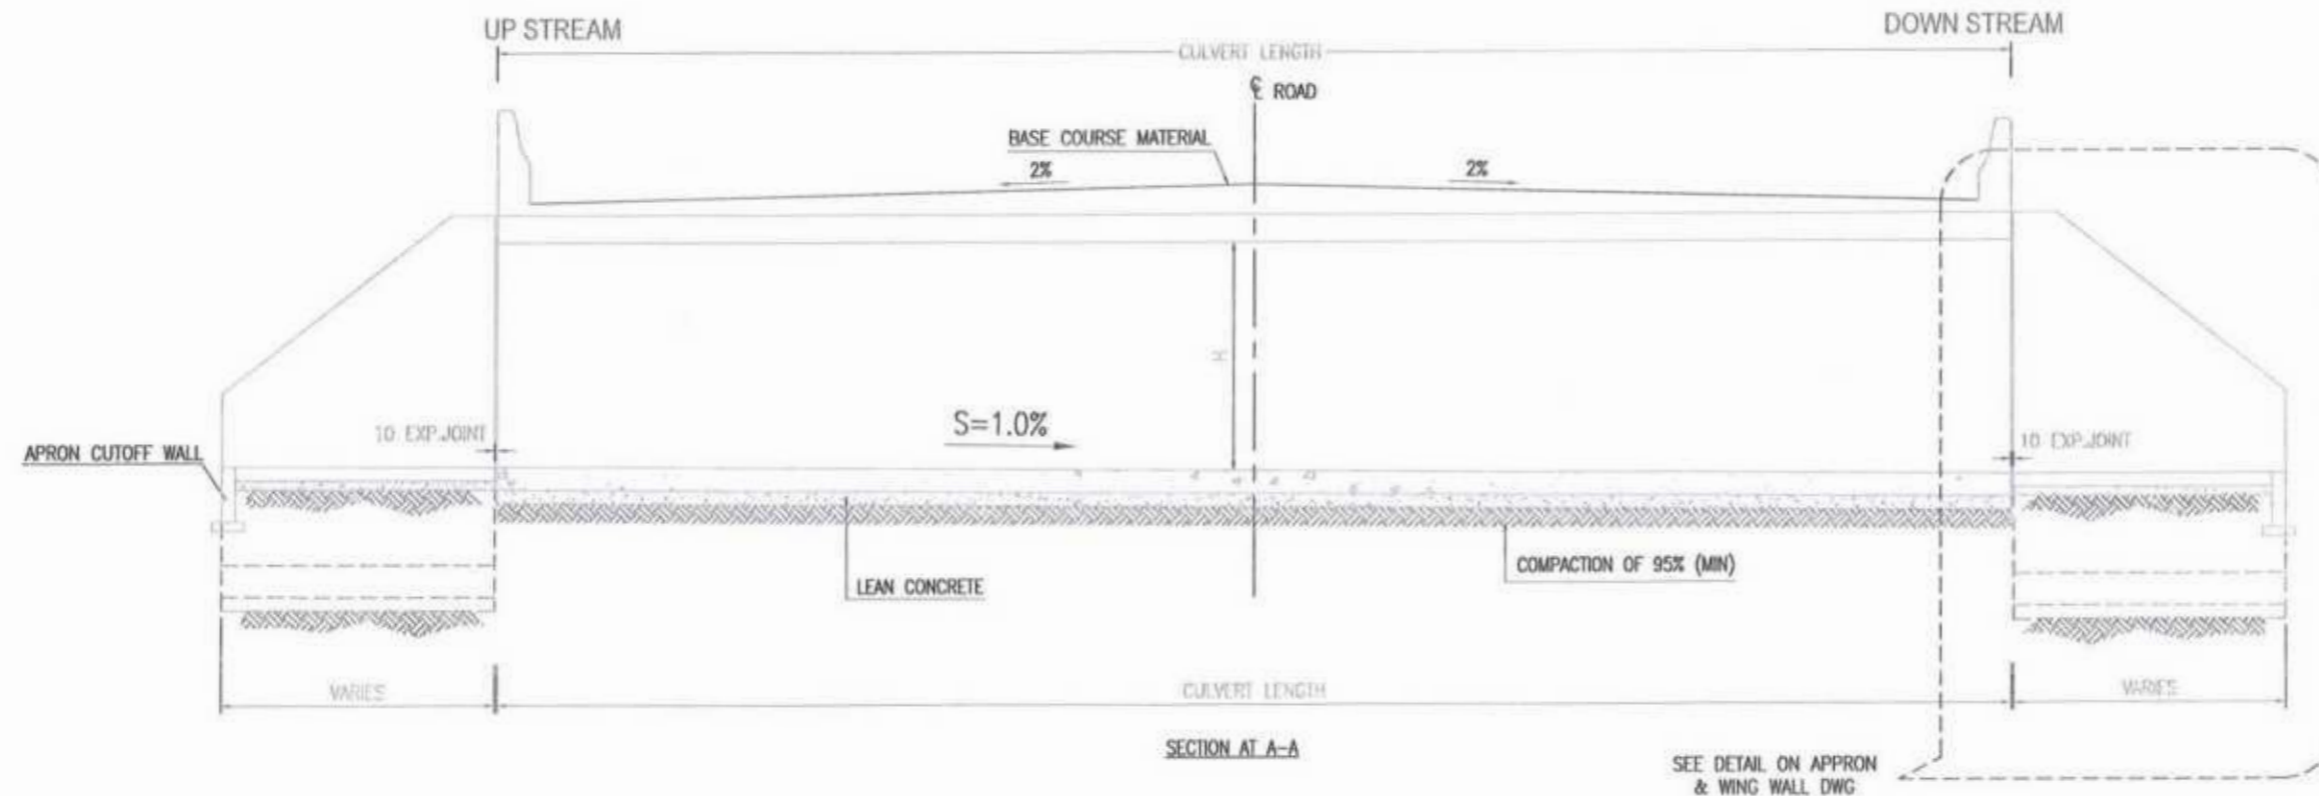 UP STREAM
DOWN STREAM
CULVERT LENGTH
℄ ROAD
BASE COURSE MATERIAL
2%
2%
H
S=1.0%
10 EXP.JOINT
10 EXP.JOINT
APRON CUTOFF WALL
LEAN CONCRETE
COMPACTION OF 95% (MIN)
VARIES
CULVERT LENGTH
VARIES
SECTION AT A-A
SEE DETAIL ON APPRON
& WING WALL DWG